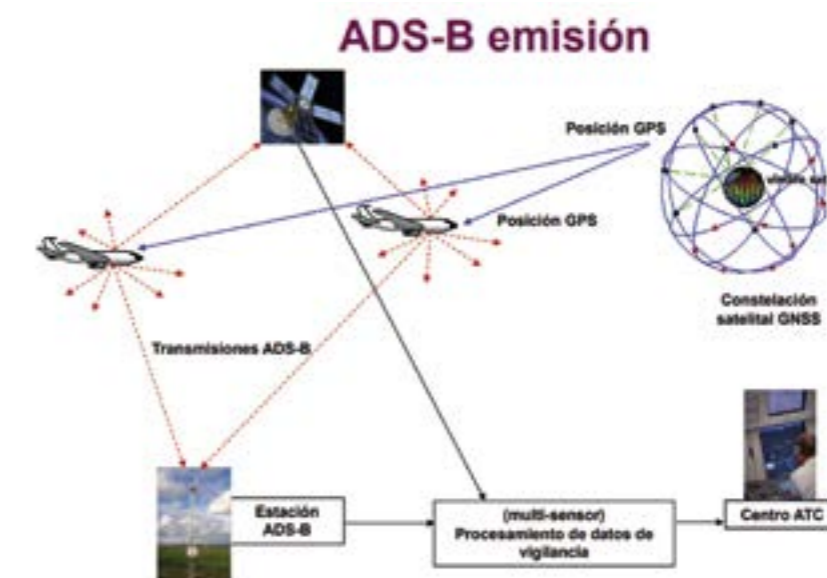 ADS-B emisión
Posición GPS
Posición GPS
Constelación
satelital GNSS
Transmisiones ADS-B
Estación
ADS-B
(multi-sensor)
Procesamiento de datos de
vigilancia
Centro ATC